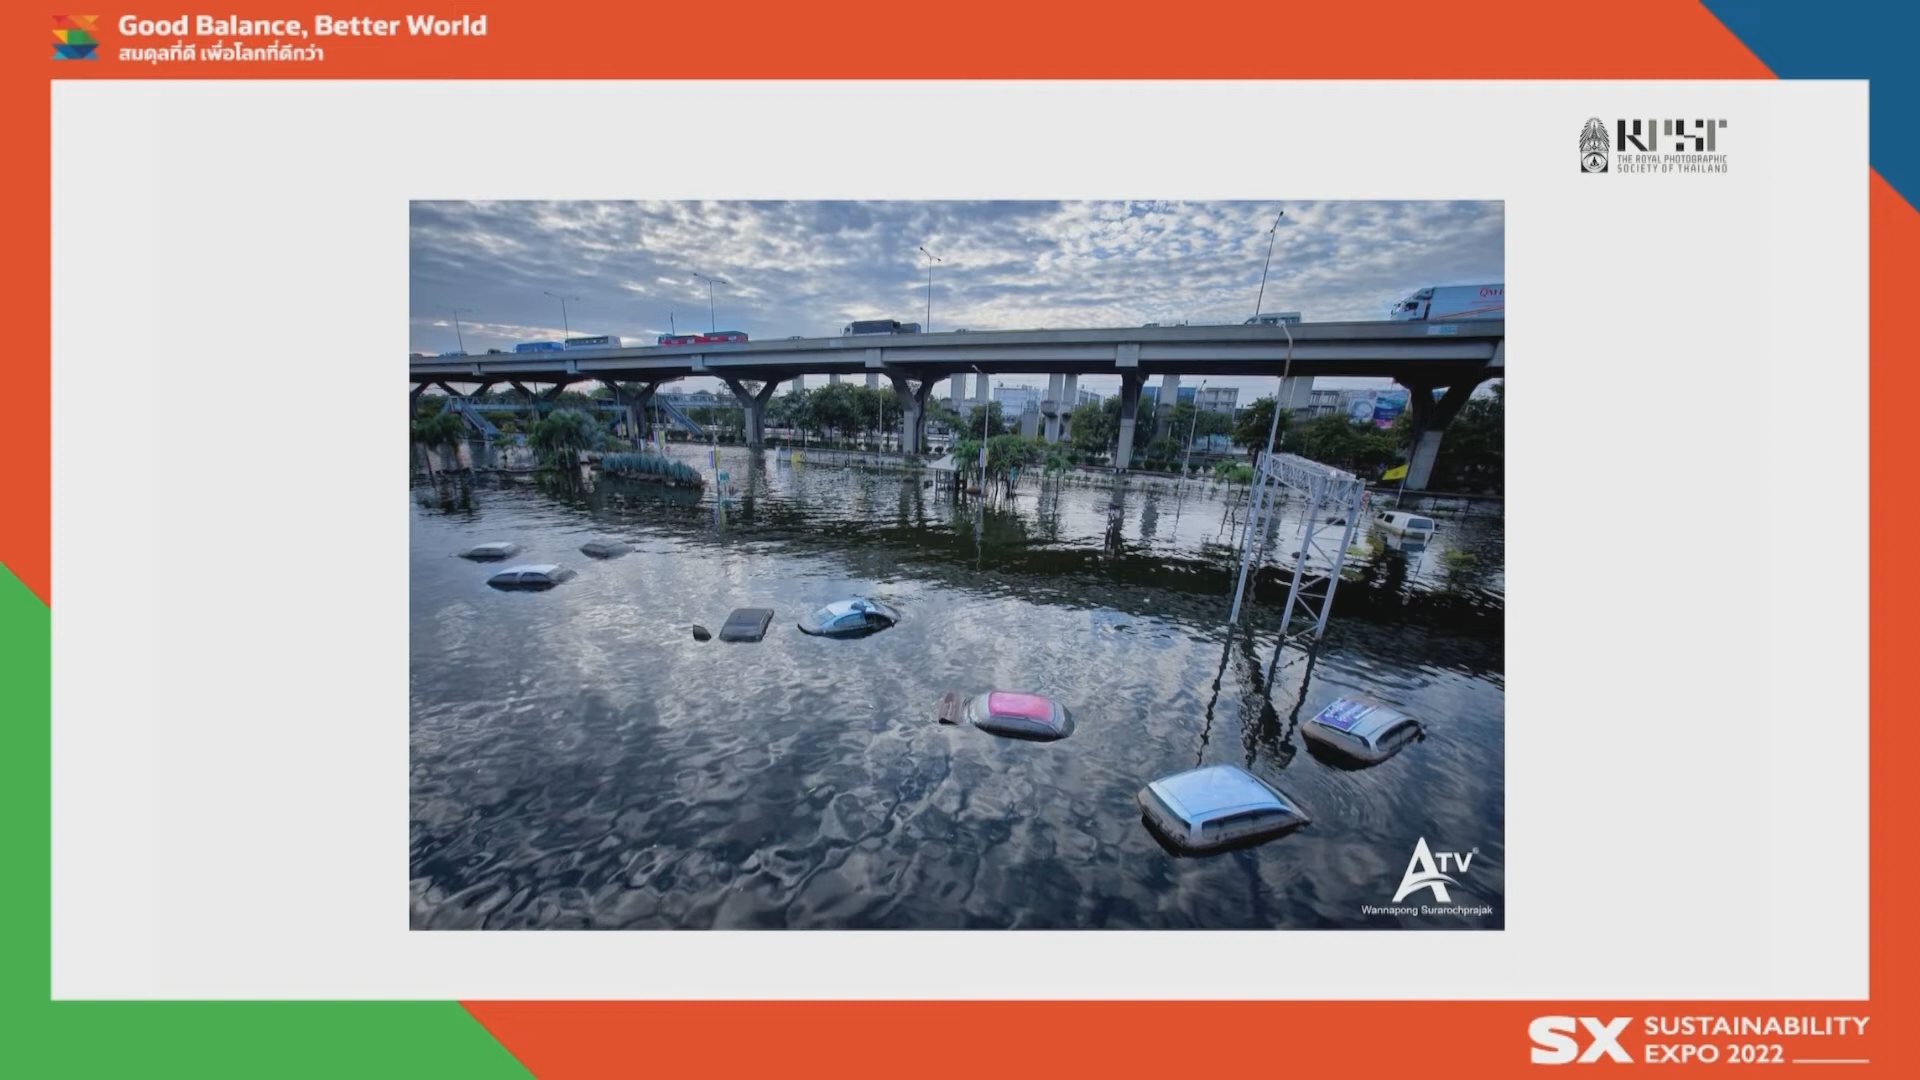 Good Balance, Better World
สมดุลที่ดี เพื่อโลกที่ดีกว่า
RPST
THE ROYAL PHOTOGRAPHIC
SOCIETY OF THAILAND
ATV
Wannapong Surarochprajak
SX SUSTAINABILITY
EXPO 2022